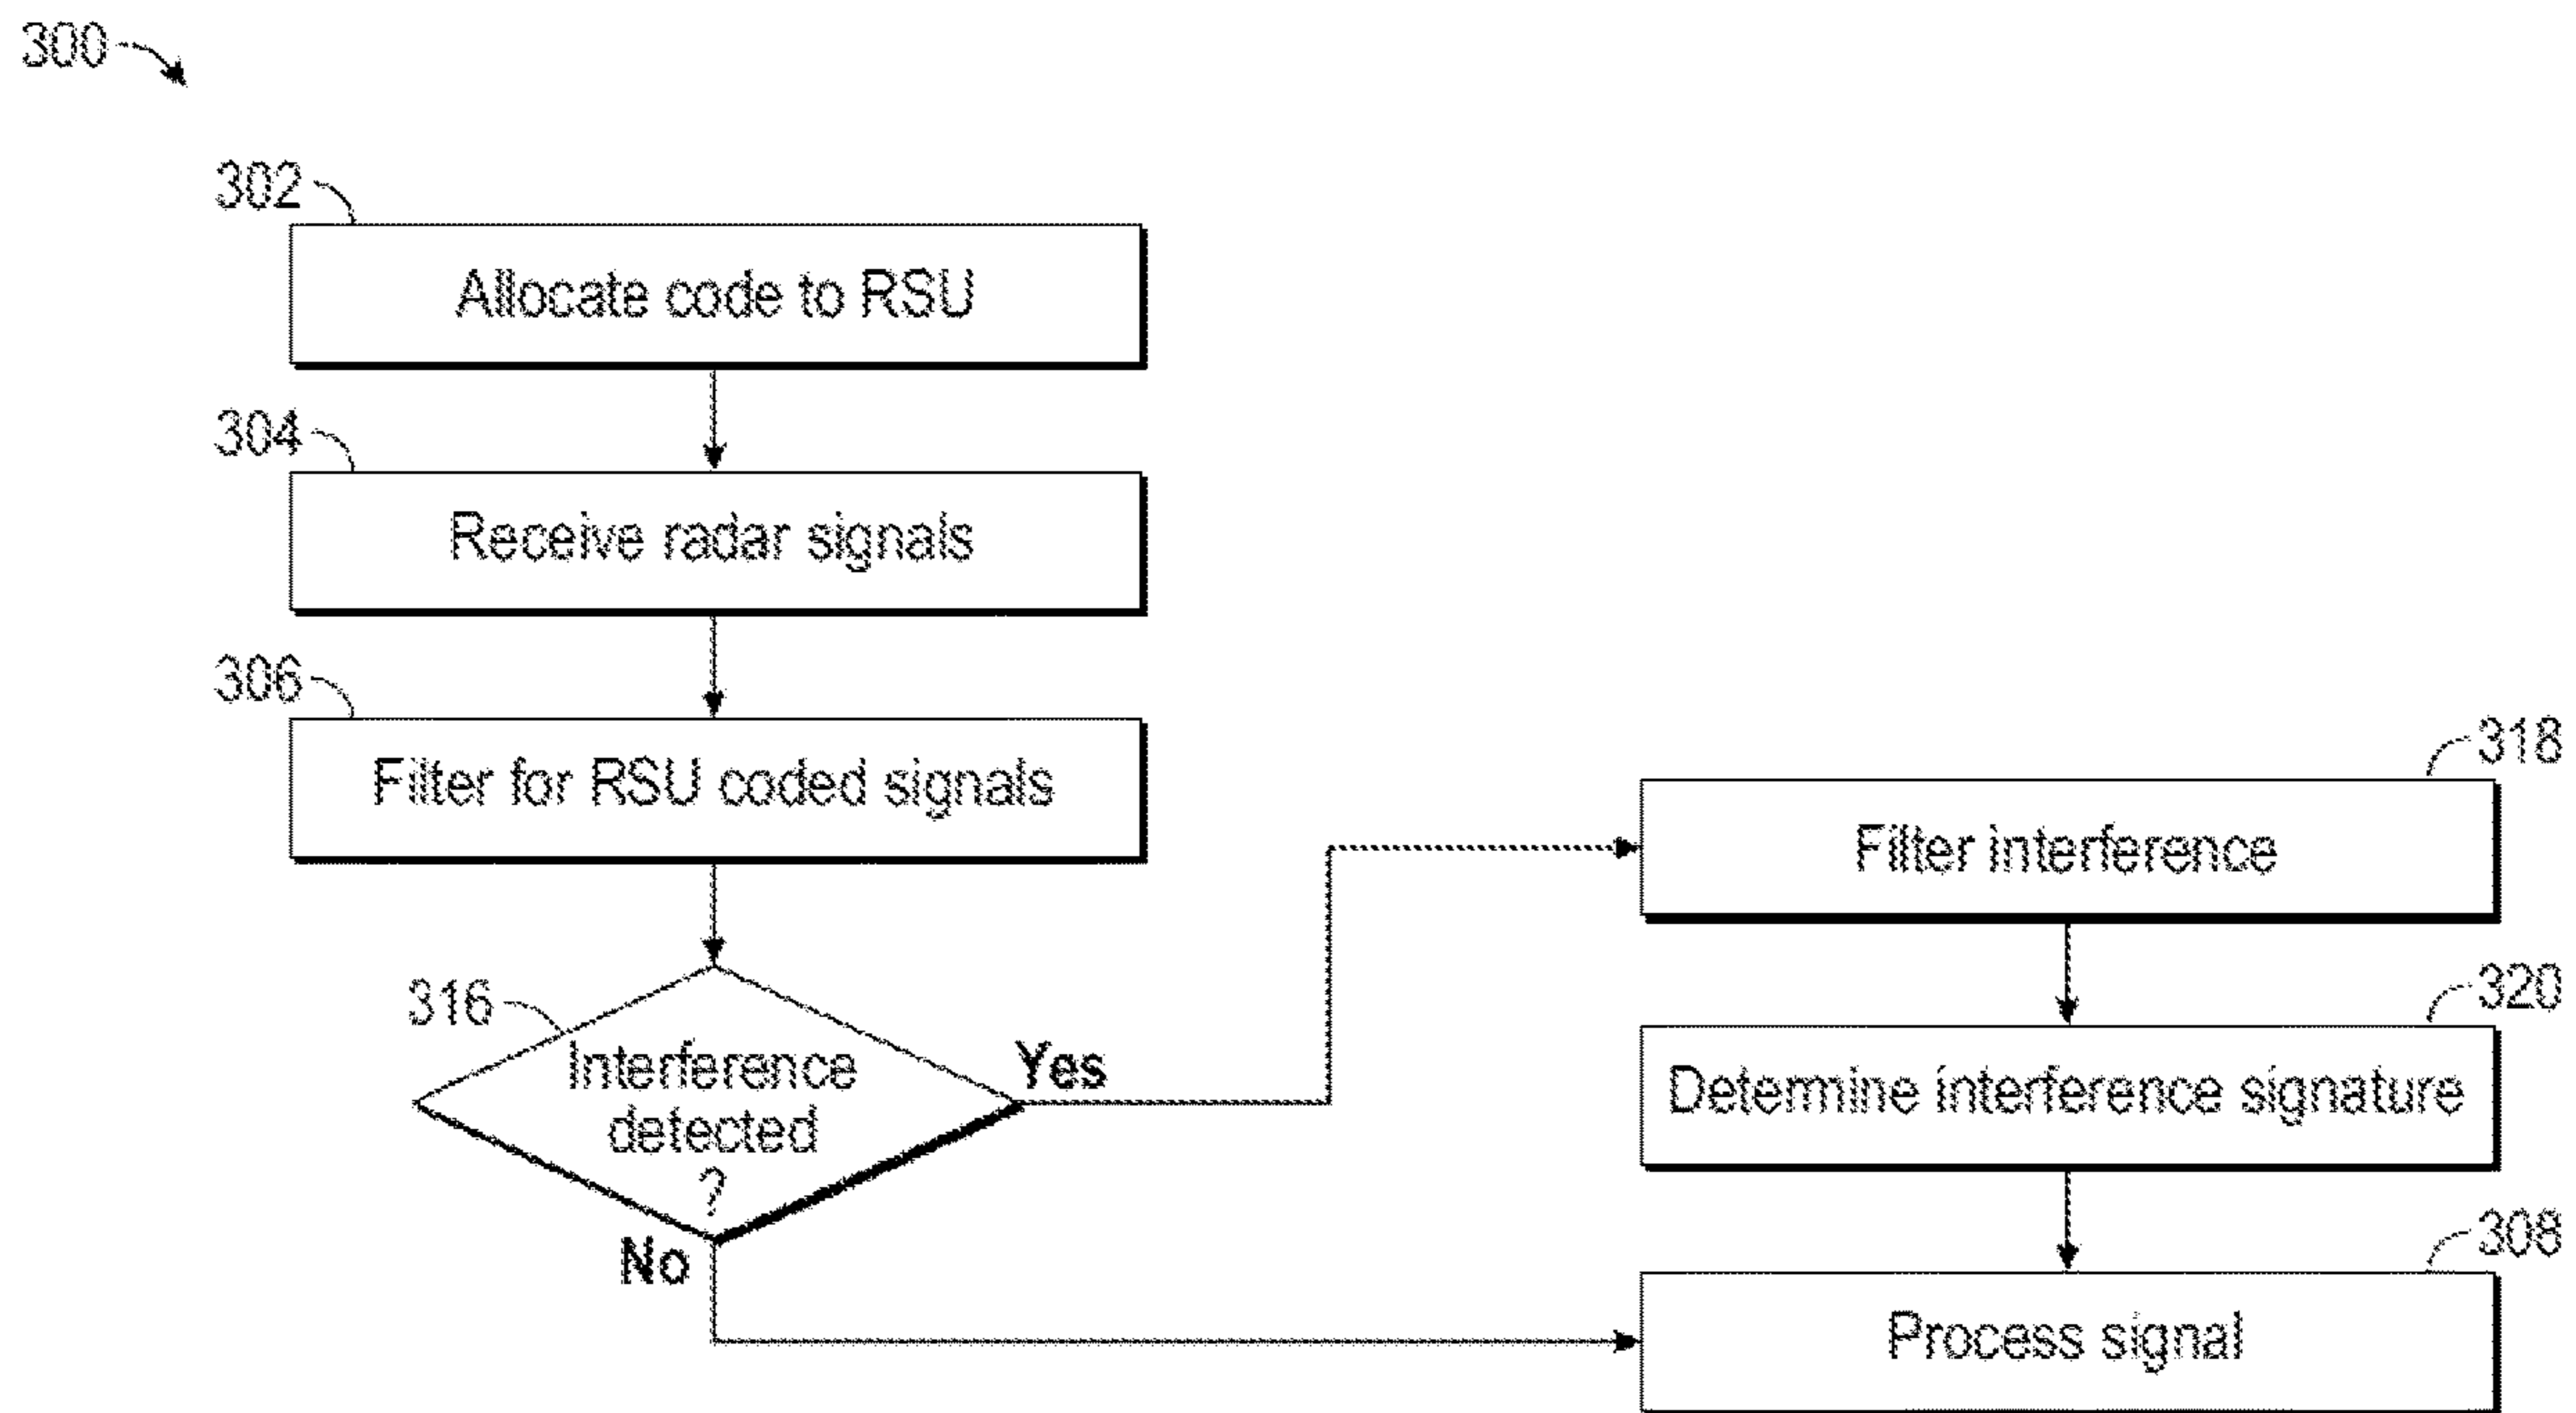 300
302
Allocate code to RSU
304
Receive radar signals
306
Filter for RSU coded signals
316
Interference
detected
?
Yes
No
318
Filter interference
320
Determine interference signature
308
Process signal